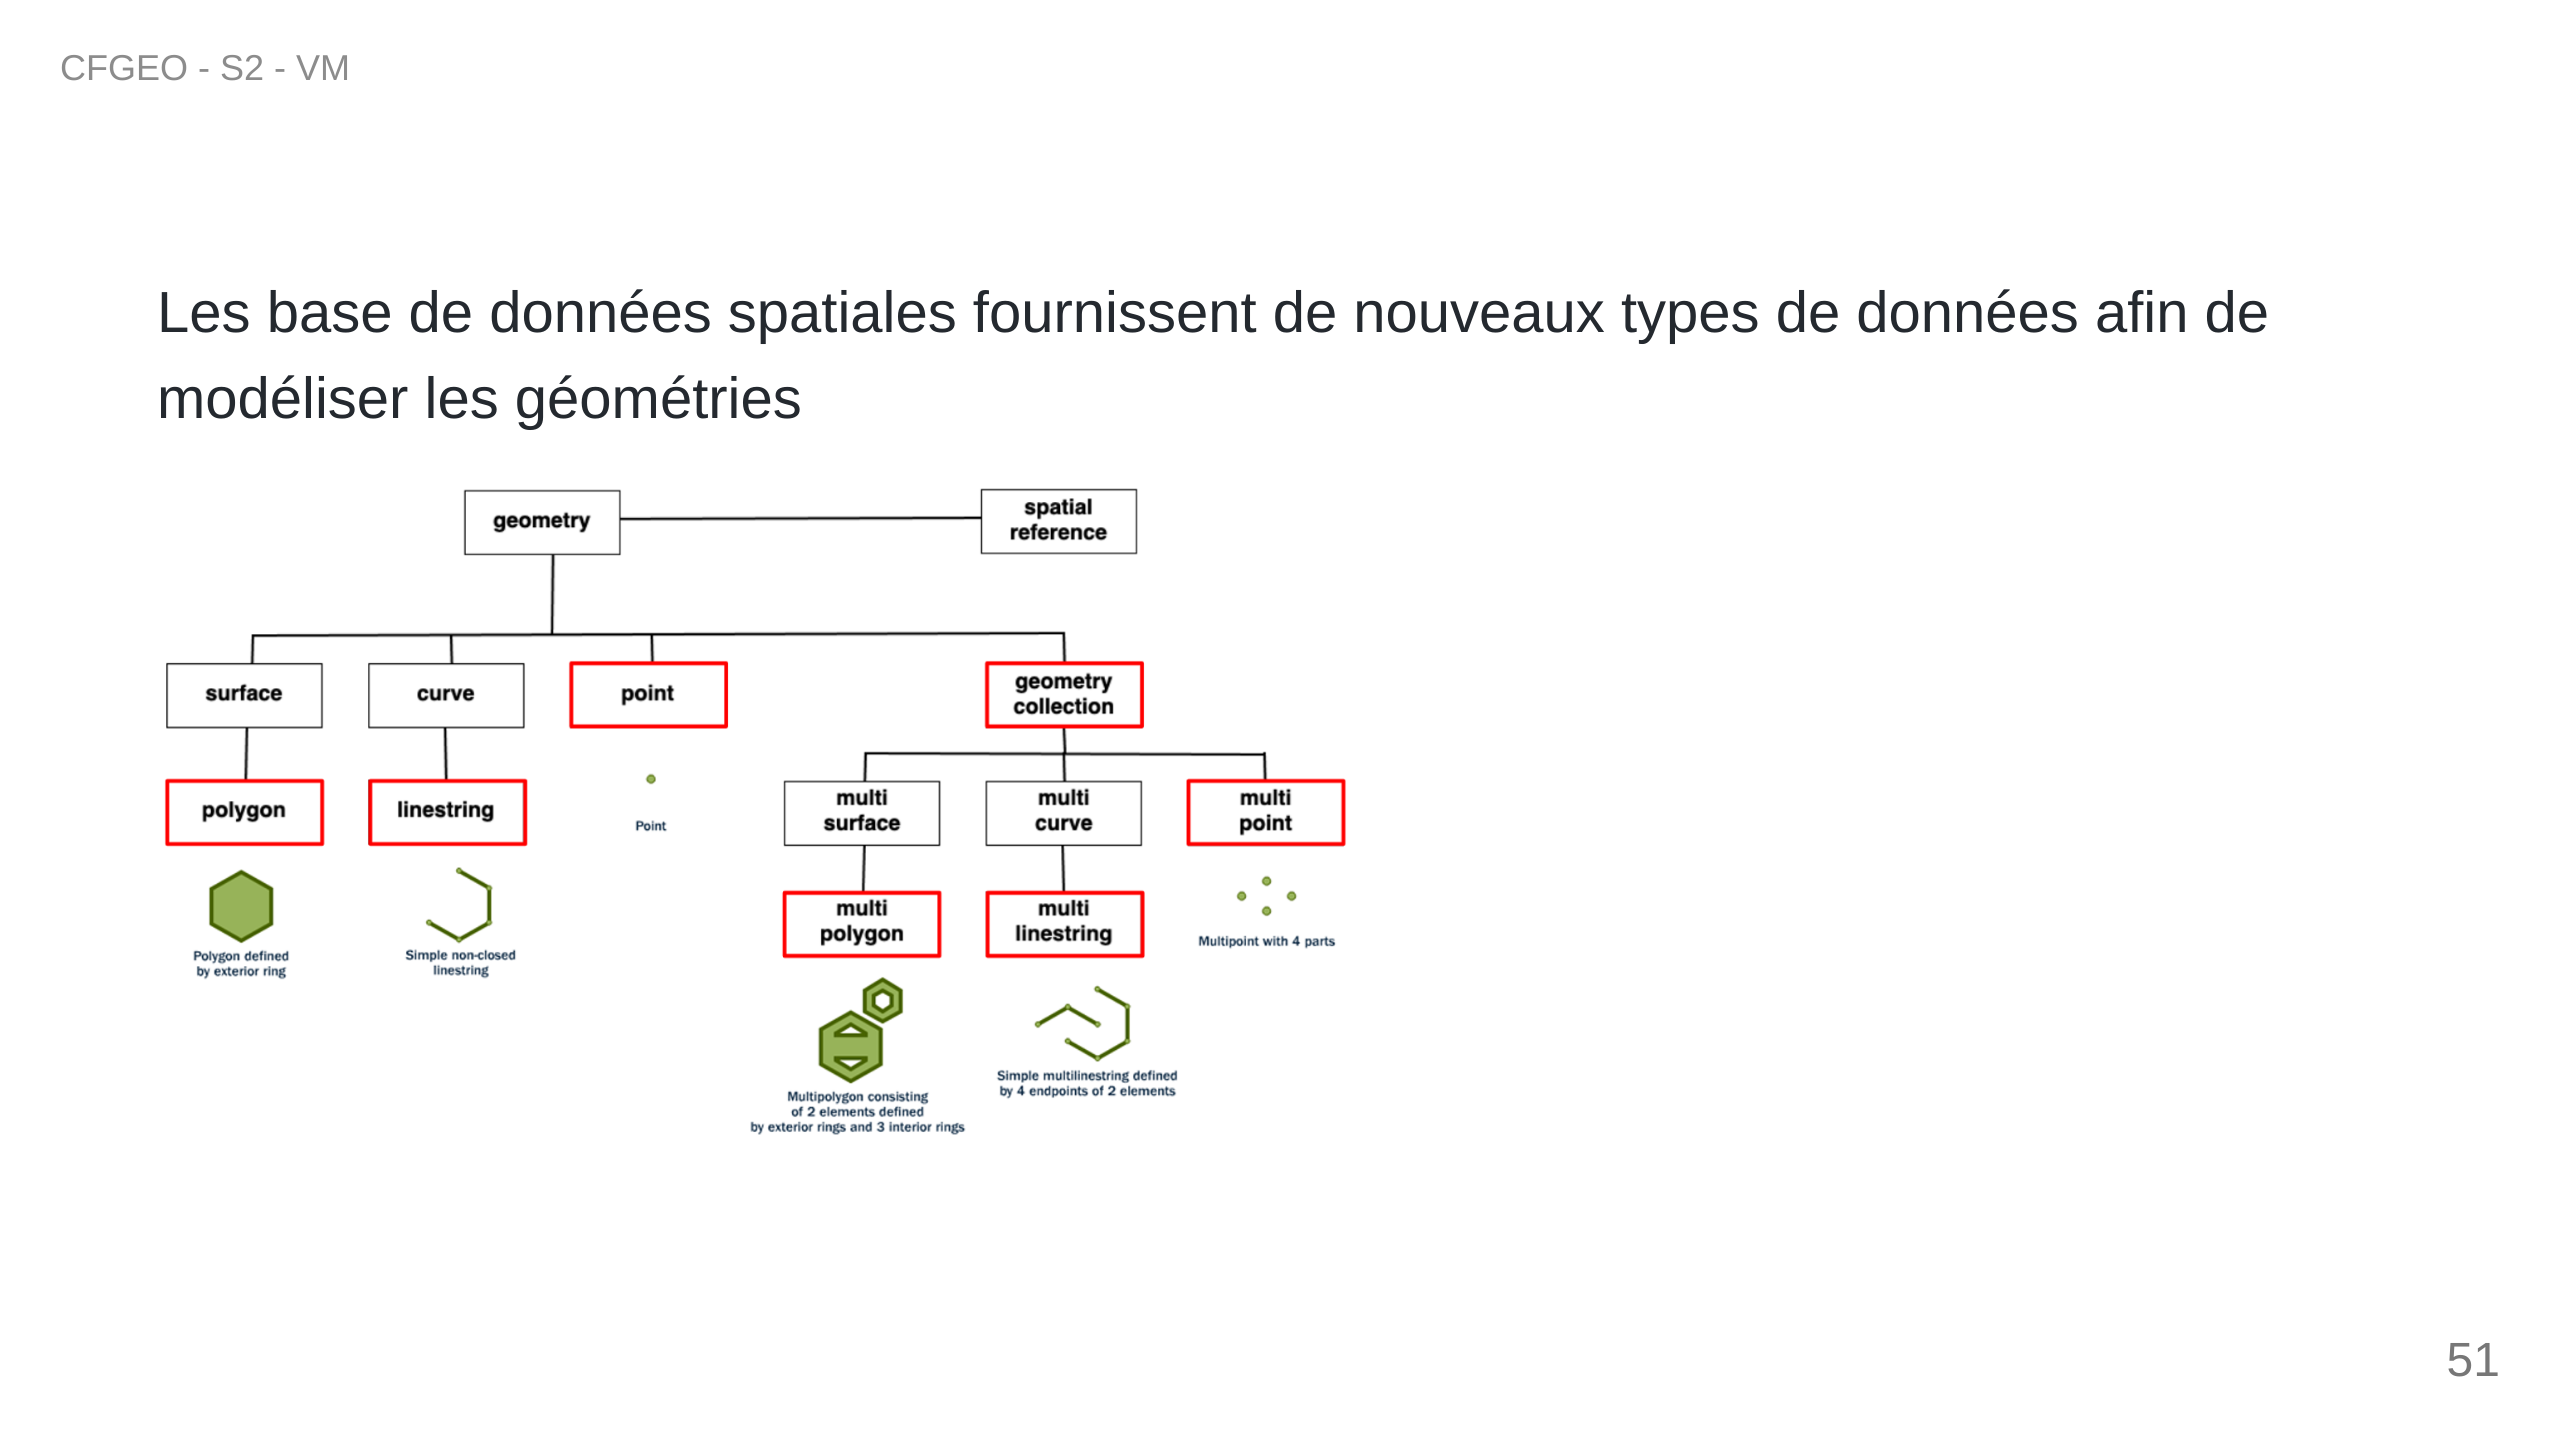 CFGEO - S2 - VM
Les base de données spatiales fournissent de nouveaux types de données afin de
modéliser les géométries
geometry
spatial
reference
surface
curve
point
geometry
collection
polygon
linestring
Point
multi
surface
multi
curve
multi
point
Polygon defined
by exterior ring
Simple non-closed
linestring
multi
polygon
multi
linestring
Multipoint with 4 parts
Multipolygon consisting
of 2 elements defined
by exterior rings and 3 interior rings
Simple multilinestring defined
by 4 endpoints of 2 elements
51